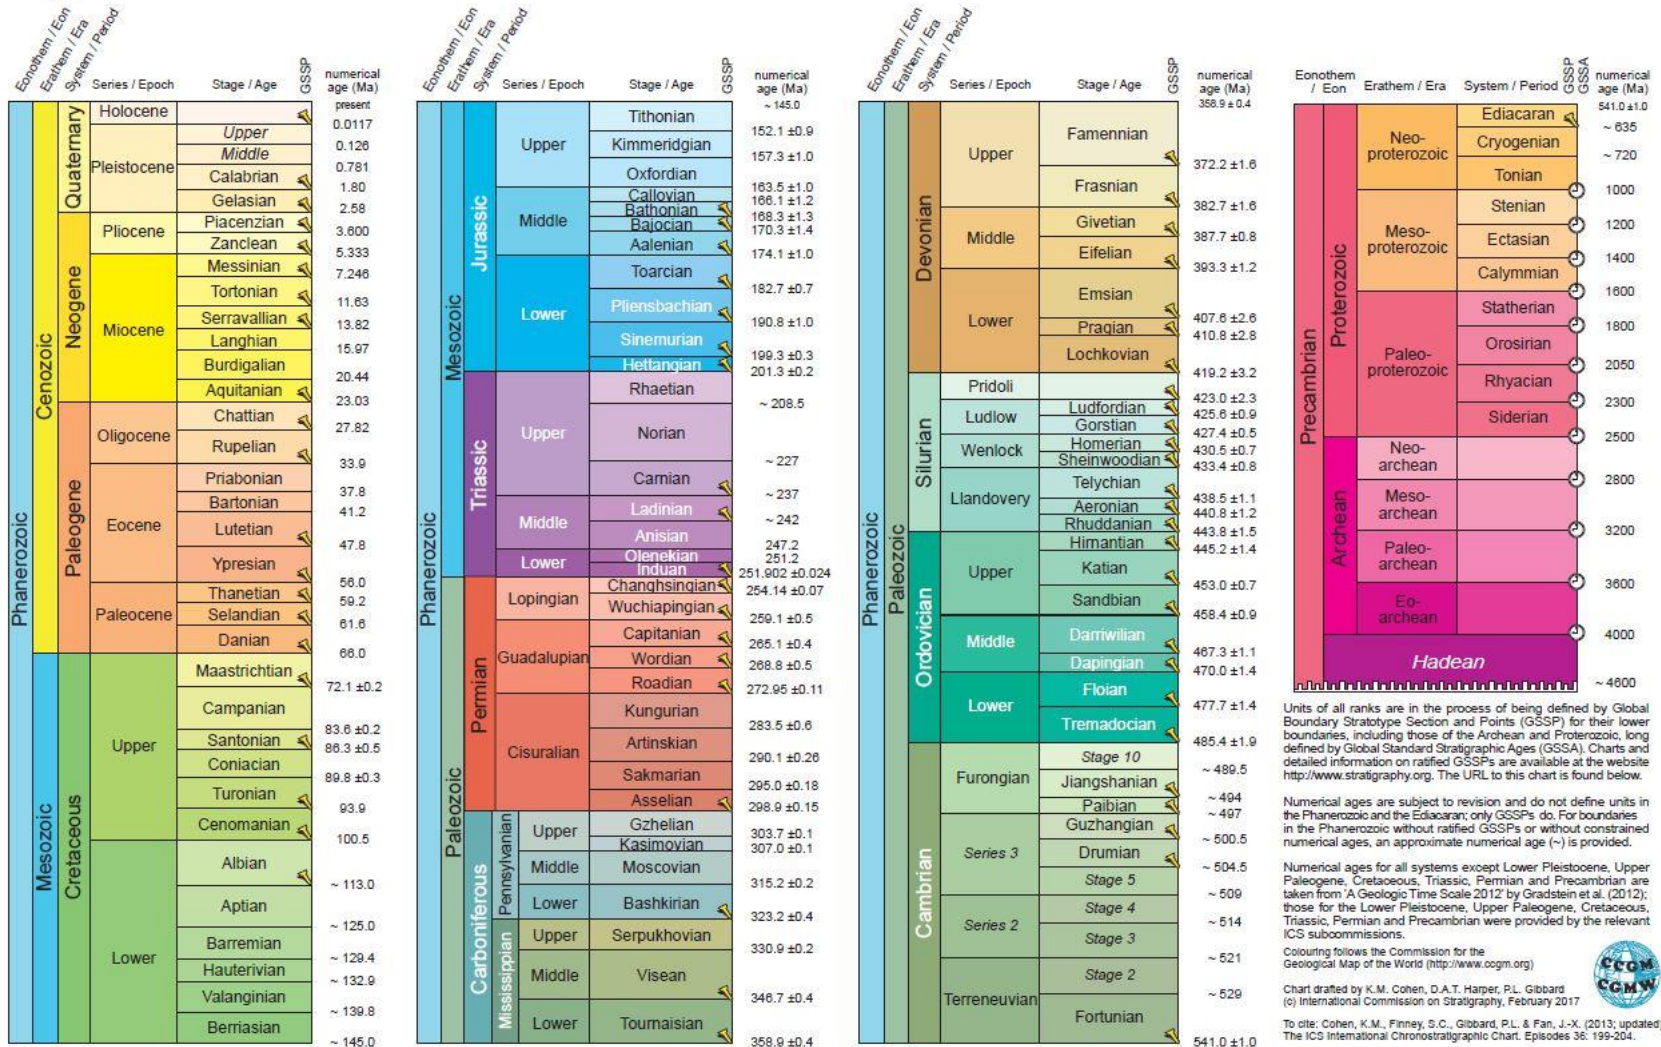 Eonothem / Eon
Erathem / Era
System / Period
Series / Epoch
Stage / Age
GSSP
numerical
age (Ma)
Phanerozoic
Cenozoic
Mesozoic
Quaternary
Neogene
Paleogene
Cretaceous
Holocene
Pleistocene
Pliocene
Miocene
Oligocene
Eocene
Paleocene
Upper
Lower
Upper
Middle
Calabrian
Gelasian
Piacenzian
Zanclean
Messinian
Tortonian
Serravallian
Langhian
Burdigalian
Aquitanian
Chattian
Rupelian
Priabonian
Bartonian
Lutetian
Ypresian
Thanetian
Selandian
Danian
Maastrichtian
Campanian
Santonian
Coniacian
Turonian
Cenomanian
Albian
Aptian
Barremian
Hauterivian
Valanginian
Berriasian
present
0.0117
0.126
0.781
1.80
2.58
3.600
5.333
7.246
11.63
13.82
15.97
20.44
23.03
27.82
33.9
37.8
41.2
47.8
56.0
59.2
61.6
66.0
72.1 ±0.2
83.6 ±0.2
86.3 ±0.5
89.8 ±0.3
93.9
100.5
~ 113.0
~ 125.0
~ 129.4
~ 132.9
~ 139.8
~ 145.0
Eonothem / Eon
Erathem / Era
System / Period
Series / Epoch
Stage / Age
GSSP
numerical
age (Ma)
Phanerozoic
Mesozoic
Paleozoic
Jurassic
Triassic
Permian
Carboniferous
Pennsylvanian
Mississippian
Upper
Middle
Lower
Upper
Middle
Lower
Lopingian
Guadalupian
Cisuralian
Upper
Middle
Lower
Upper
Middle
Lower
Tithonian
Kimmeridgian
Oxfordian
Callovian
Bathonian
Bajocian
Aalenian
Toarcian
Pliensbachian
Sinemurian
Hettangian
Rhaetian
Norian
Carnian
Ladinian
Anisian
Olenekian
Induan
Changhsingian
Wuchiapingian
Capitanian
Wordian
Roadian
Kungurian
Artinskian
Sakmarian
Asselian
Gzhelian
Kasimovian
Moscovian
Bashkirian
Serpukhovian
Visean
Tournaisian
~ 145.0
152.1 ±0.9
157.3 ±1.0
163.5 ±1.0
166.1 ±1.2
168.3 ±1.3
170.3 ±1.4
174.1 ±1.0
182.7 ±0.7
190.8 ±1.0
199.3 ±0.3
201.3 ±0.2
~ 208.5
~ 227
~ 237
~ 242
247.2
251.2
251.902 ±0.024
254.14 ±0.07
259.1 ±0.5
265.1 ±0.4
268.8 ±0.5
272.95 ±0.11
283.5 ±0.6
290.1 ±0.26
295.0 ±0.18
298.9 ±0.15
303.7 ±0.1
307.0 ±0.1
315.2 ±0.2
323.2 ±0.4
330.9 ±0.2
346.7 ±0.4
358.9 ±0.4
Eonothem / Eon
Erathem / Era
System / Period
Series / Epoch
Stage / Age
GSSP
numerical
age (Ma)
Phanerozoic
Paleozoic
Devonian
Silurian
Ordovician
Cambrian
Upper
Middle
Lower
Pridoli
Ludlow
Wenlock
Llandovery
Upper
Middle
Lower
Furongian
Series 3
Series 2
Terreneuvian
Famennian
Frasnian
Givetian
Eifelian
Emsian
Pragian
Lochkovian
Ludfordian
Gorstian
Homerian
Sheinwoodian
Telychian
Aeronian
Rhuddanian
Hirnantian
Katian
Sandbian
Darriwilian
Dapingian
Floian
Tremadocian
Stage 10
Jiangshanian
Paibian
Guzhangian
Drumian
Stage 5
Stage 4
Stage 3
Stage 2
Fortunian
358.9 ± 0.4
372.2 ±1.6
382.7 ±1.6
387.7 ±0.8
393.3 ±1.2
407.6 ±2.6
410.8 ±2.8
419.2 ±3.2
423.0 ±2.3
425.6 ±0.9
427.4 ±0.5
430.5 ±0.7
433.4 ±0.8
438.5 ±1.1
440.8 ±1.2
443.8 ±1.5
445.2 ±1.4
453.0 ±0.7
458.4 ±0.9
467.3 ±1.1
470.0 ±1.4
477.7 ±1.4
485.4 ±1.9
~ 489.5
~ 494
~ 497
~ 500.5
~ 504.5
~ 509
~ 514
~ 521
~ 529
541.0 ±1.0
Eonothem
/ Eon
Erathem / Era
System / Period
GSSP
GSSA
numerical
age (Ma)
Precambrian
Proterozoic
Archean
Hadean
Neo-
proterozoic
Meso-
proterozoic
Paleo-
proterozoic
Neo-
archean
Meso-
archean
Paleo-
archean
Eo-
archean
Ediacaran
Cryogenian
Tonian
Stenian
Ectasian
Calymmian
Statherian
Orosirian
Rhyacian
Siderian
541.0 ±1.0
~ 635
~ 720
1000
1200
1400
1600
1800
2050
2300
2500
2800
3200
3600
4000
~ 4600
Units of all ranks are in the process of being defined by Global
Boundary Stratotype Section and Points (GSSP) for their lower
boundaries, including those of the Archean and Proterozoic, long
defined by Global Standard Stratigraphic Ages (GSSA). Charts and
detailed information on ratified GSSPs are available at the website
http://www.stratigraphy.org. The URL to this chart is found below.
Numerical ages are subject to revision and do not define units in
the Phanerozoic and the Ediacaran; only GSSPs do. For boundaries
in the Phanerozoic without ratified GSSPs or without constrained
numerical ages, an approximate numerical age (~) is provided.
Numerical ages for all systems except Lower Pleistocene, Upper
Paleogene, Cretaceous, Triassic, Permian and Precambrian are
taken from 'A Geologic Time Scale 2012' by Gradstein et al. (2012);
those for the Lower Pleistocene, Upper Paleogene, Cretaceous,
Triassic, Permian and Precambrian were provided by the relevant
ICS subcommissions.
Colouring follows the Commission for the
Geological Map of the World (http://www.ccgm.org)
Chart drafted by K.M. Cohen, D.A.T. Harper, P.L. Gibbard
(c) International Commission on Stratigraphy, February 2017
To cite: Cohen, K.M., Finney, S.C., Gibbard, P.L. & Fan, J.-X. (2013; updated)
The ICS International Chronostratigraphic Chart. Episodes 36: 199-204.
CCGM
CGMW